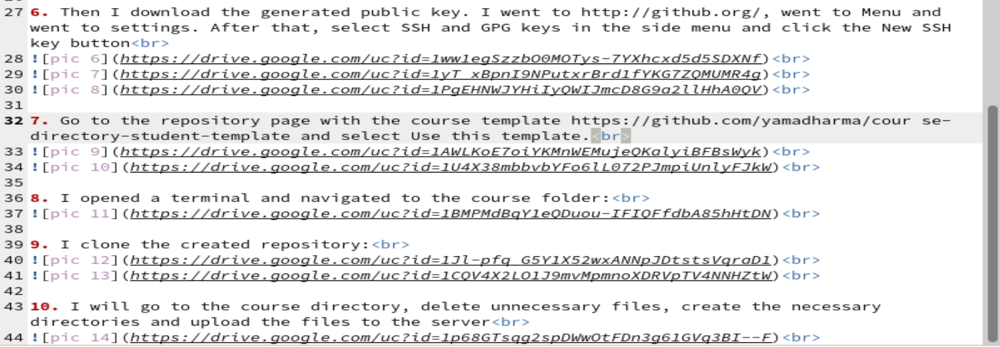 27 6. Then I download the generated public key. I went to http://github.org/, went to Menu and
went to settings. After that, select SSH and GPG keys in the side menu and click the New SSH
key button<br>
28 ![pic 6](https://drive.google.com/uc?id=1ww1egSzzbO0MOTys-7YXhcxd5d5SDXNf)<br>
29 ![pic 7](https://drive.google.com/uc?id=1yT_xBpnI9NPutxrBrd1fYKG7ZQMUMR4g)<br>
30 ![pic 8](https://drive.google.com/uc?id=1PgEHNWJYHiIyQWIJmcD8G9a2llHhA0QV)<br>
31
32 7. Go to the repository page with the course template https://github.com/yamadharma/cour se-
directory-student-template and select Use this template.<br>
33 ![pic 9](https://drive.google.com/uc?id=1AWLKoE7oiYKMnWEMujeQKalyiBFBsWyk)<br>
34 ![pic 10](https://drive.google.com/uc?id=1U4X38mbbvbYFo6lL072PJmpiUnlyFJkW)<br>
35
36 8. I opened a terminal and navigated to the course folder:<br>
37 ![pic 11](https://drive.google.com/uc?id=1BMPMdBqY1eQDuou-IFIQFfdbA85hHtDN)<br>
38
39 9. I clone the created repository:<br>
40 ![pic 12](https://drive.google.com/uc?id=1Jl-pfq_G5Y1X52wxANNpJDtstsVqraD1)<br>
41 ![pic 13](https://drive.google.com/uc?id=1CQV4X2LO1J9mvMpmnoXDRVpTV4NNHZtW)<br>
42
43 10. I will go to the course directory, delete unnecessary files, create the necessary
directories and upload the files to the server<br>
44 ![pic 14](https://drive.google.com/uc?id=1p68GTsqg2spDWwOtFDn3g61GVq3BI--F)<br>